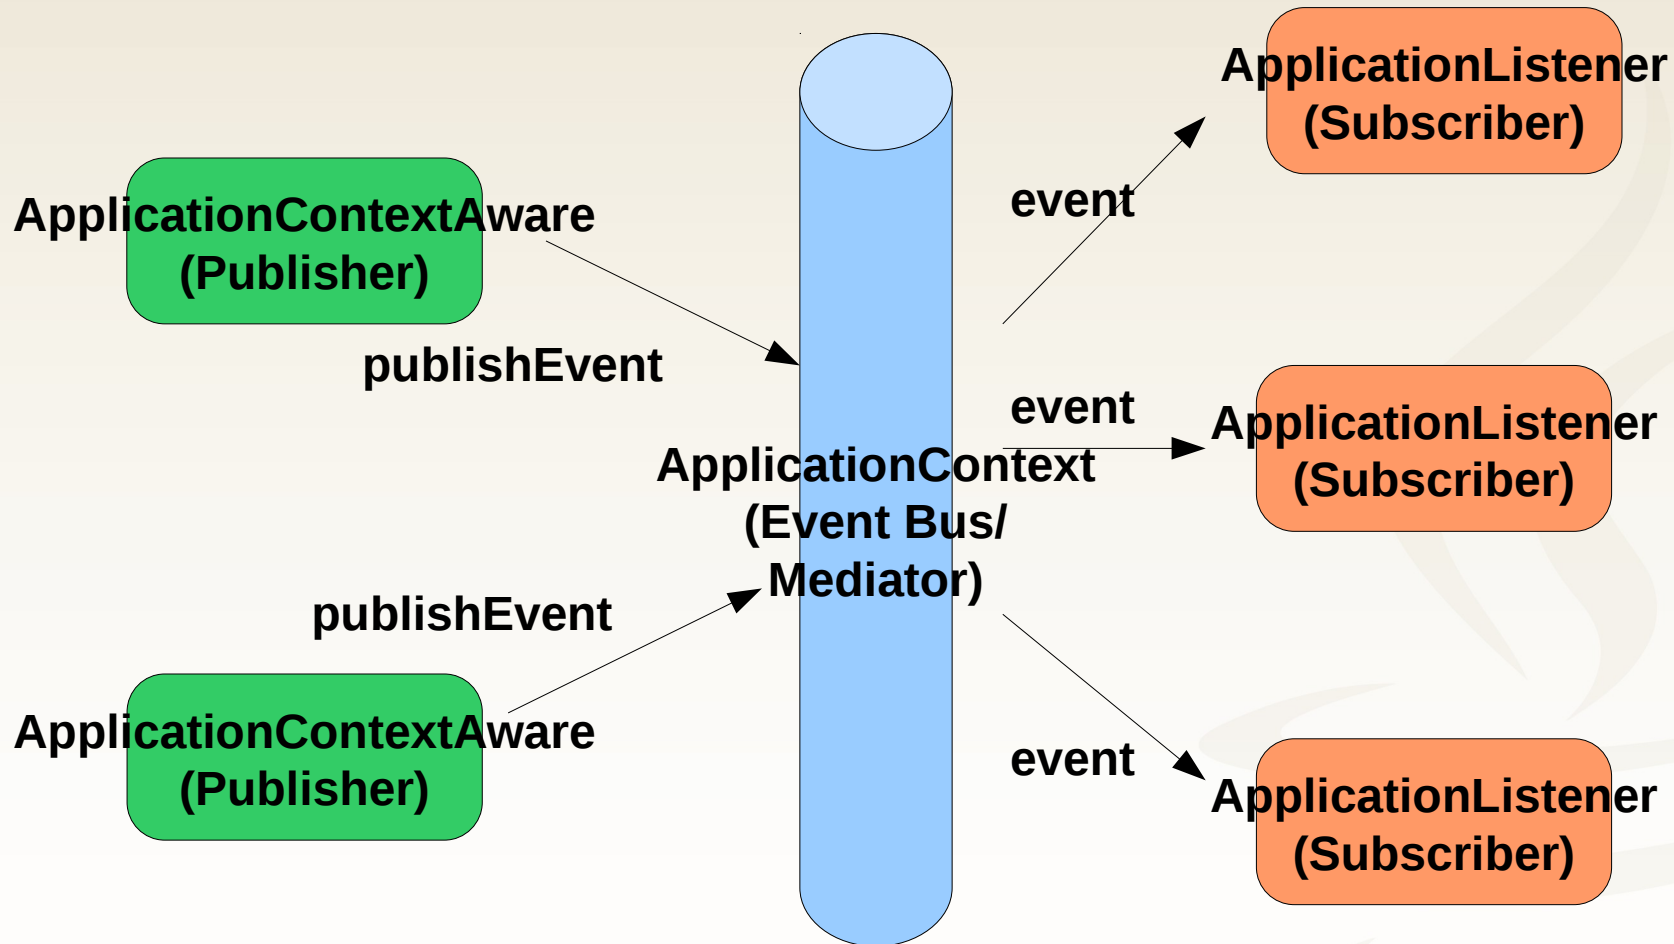 ApplicationContextAware
(Publisher)
publishEvent
publishEvent
ApplicationContextAware
(Publisher)
ApplicationContext
(Event Bus/
Mediator)
event
event
event
ApplicationListener
(Subscriber)
ApplicationListener
(Subscriber)
ApplicationListener
(Subscriber)